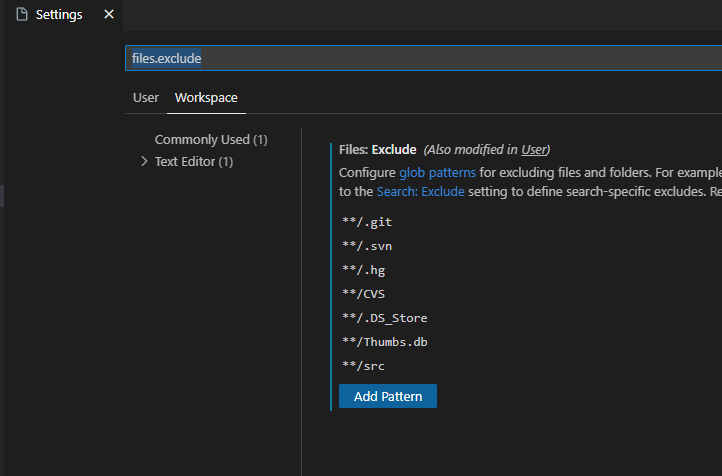 Settings
files.exclude
User Workspace
Commonly Used (1)
Text Editor (1)
Files: Exclude (Also modified in User)
Configure glob patterns for excluding files and folders. For example
to the Search: Exclude setting to define search-specific excludes. Re
**/.git
**/.svn
**/.hg
**/CVS
**/.DS_Store
**/Thumbs.db
**/src
Add Pattern